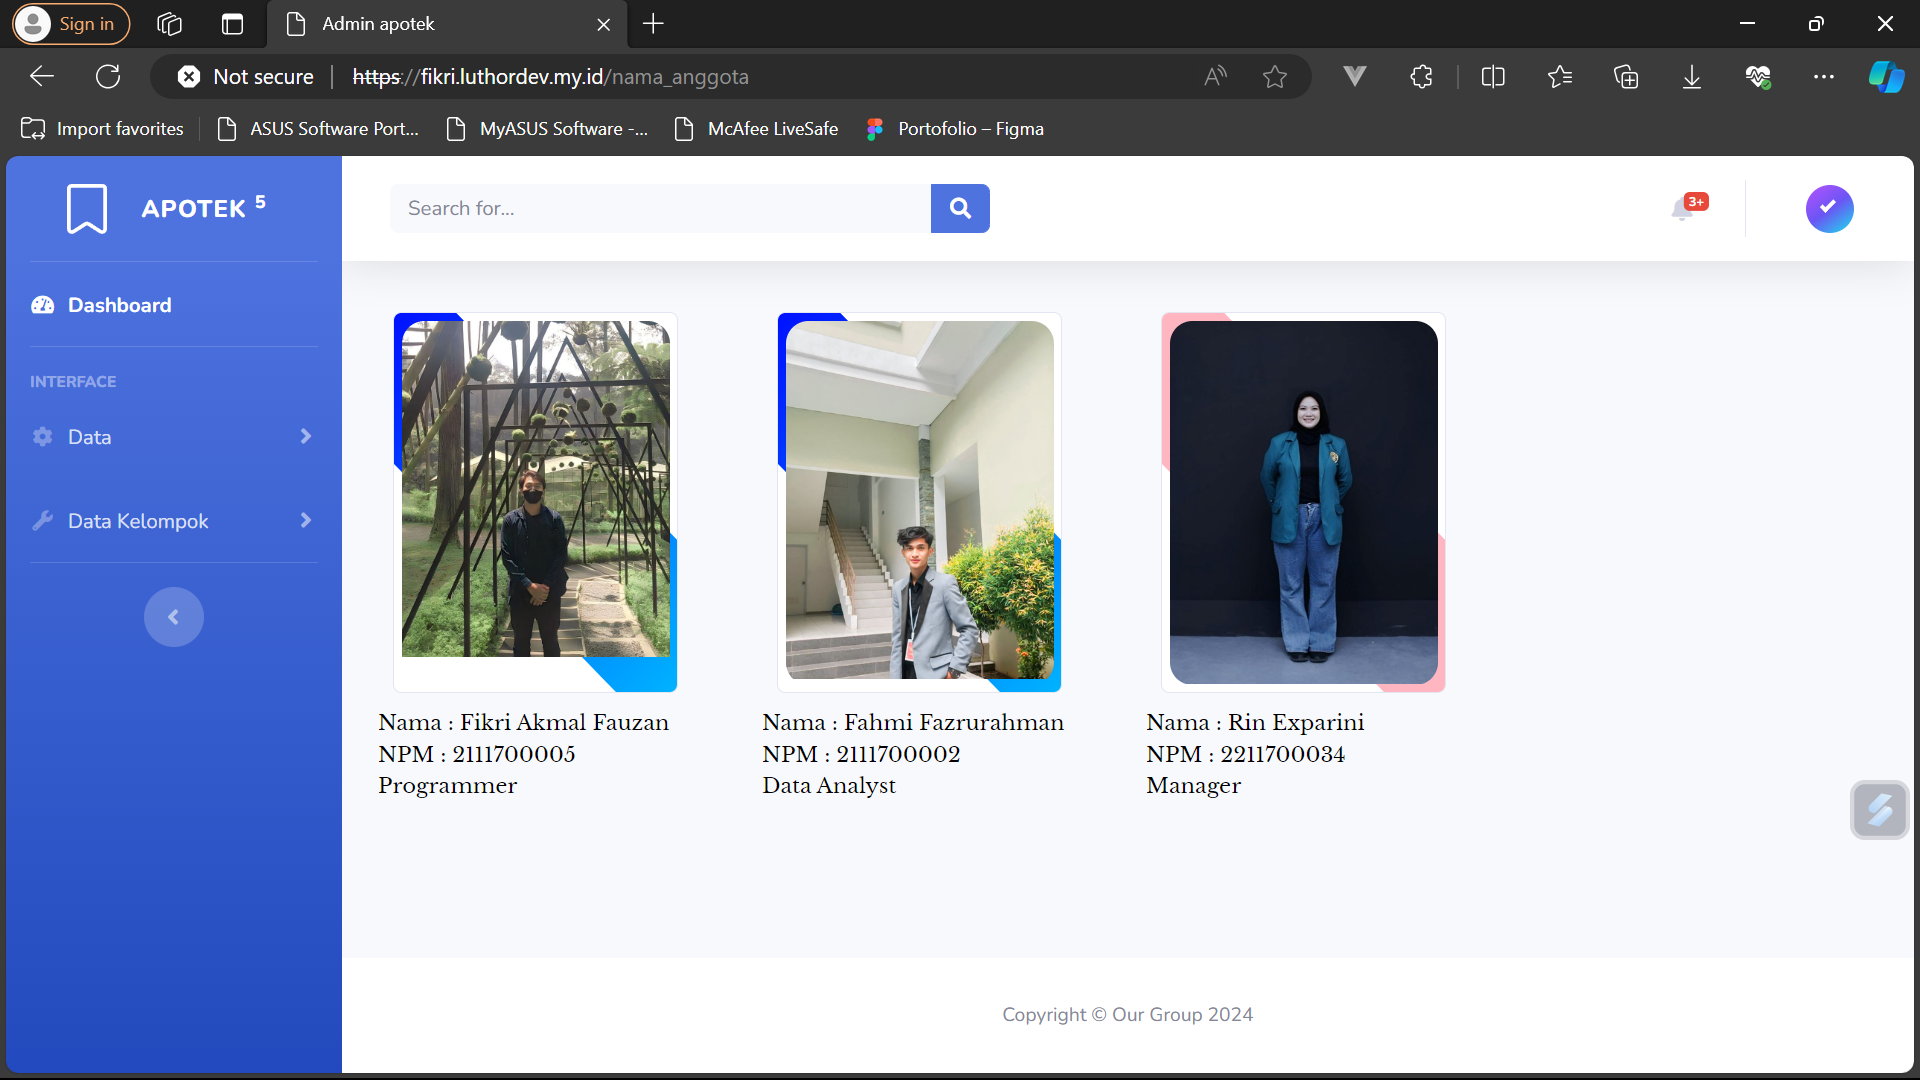 Sign in
Admin apotek
Not secure
https://fikri.luthordev.my.id/nama_anggota
Import favorites
ASUS Software Port...
MyASUS Software -...
McAfee LiveSafe
Portofolio – Figma
APOTEK 5
Search for...
3+
Dashboard
INTERFACE
Data
Data Kelompok
Nama : Fikri Akmal Fauzan
NPM : 2111700005
Programmer
Nama : Fahmi Fazrurahman
NPM : 2111700002
Data Analyst
Nama : Rin Exparini
NPM : 2211700034
Manager
Copyright © Our Group 2024